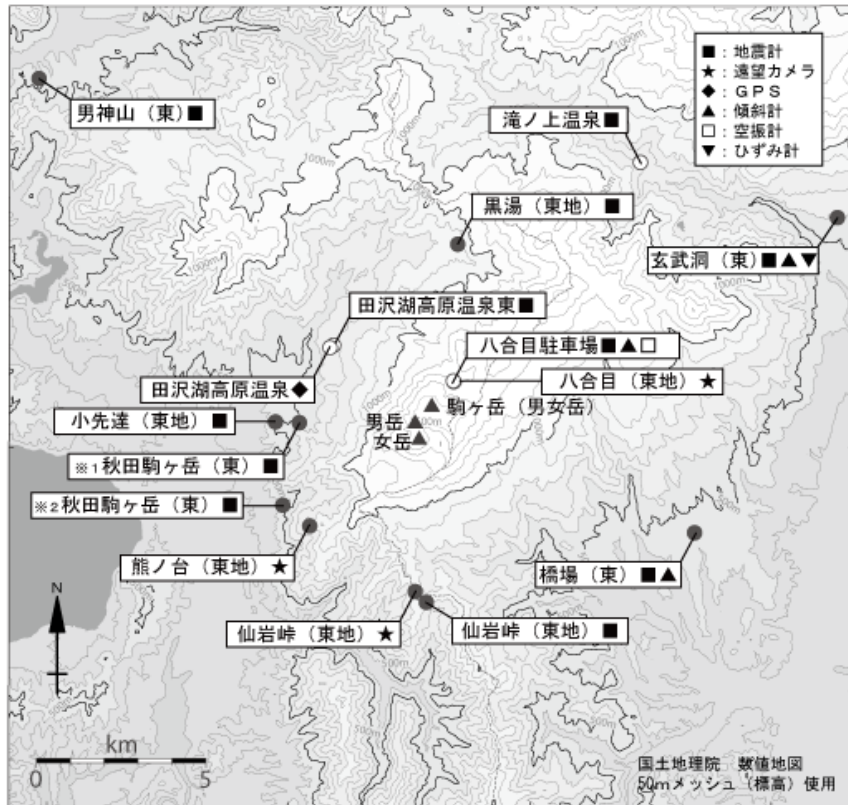 ■：地震計
★：遠望カメラ
◆：ＧＰＳ
▲：傾斜計
□：空振計
▼：ひずみ計
1000m
男神山（東）■
滝ノ上温泉■
黒湯（東地）■
玄武洞（東）■▲▼
田沢湖高原温泉東■
八合目駐車場■▲□
八合目（東地）★
田沢湖高原温泉◆
駒ヶ岳（男女岳）
男岳
女岳
小先達（東地）■
※1秋田駒ヶ岳（東）■
※2秋田駒ヶ岳（東）■
熊ノ台（東地）★
橋場（東）■▲
仙岩峠（東地）★
仙岩峠（東地）■
N
500m
km
0 5
国土地理院 数値地図
50mメッシュ（標高）使用